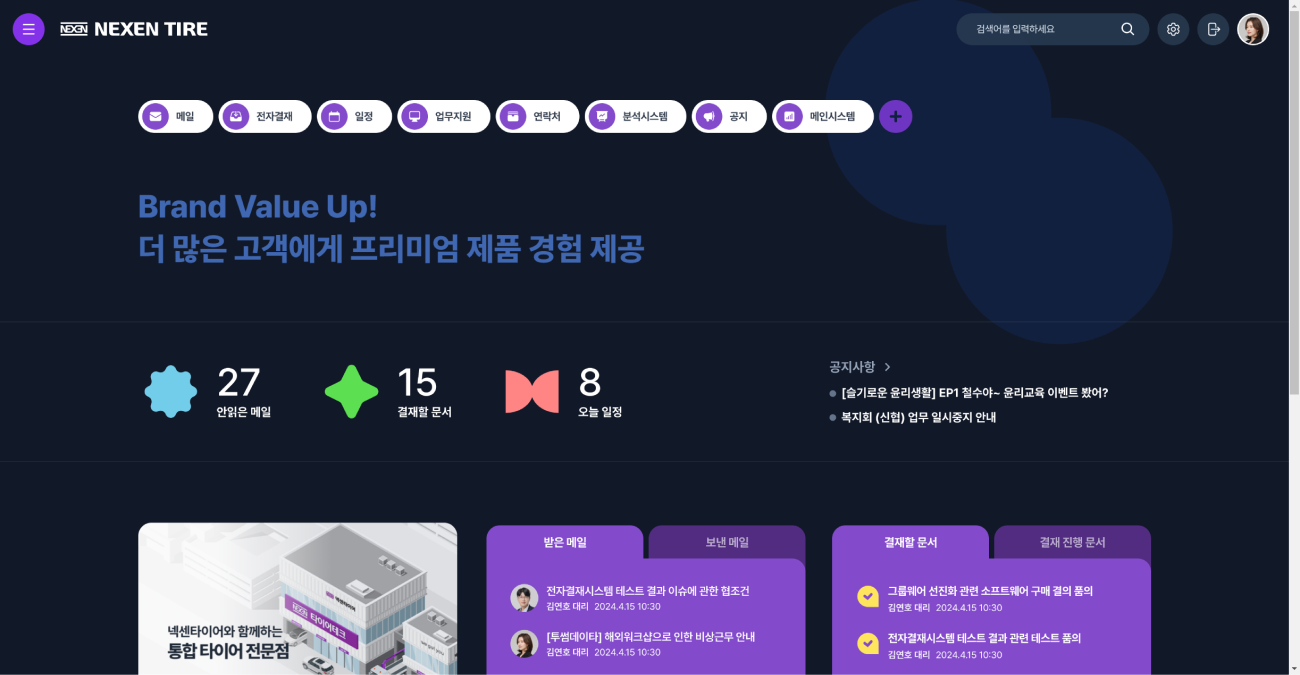 NEXEN NEXEN TIRE
검색어를 입력하세요
메일
전자결재
일정
업무지원
연락처
분석시스템
공지
메인시스템
Brand Value Up!
더 많은 고객에게 프리미엄 제품 경험 제공
27
안읽은 메일
15
결재할 문서
8
오늘 일정
공지사항
[슬기로운 윤리생활] EP1 철수야~ 윤리교육 이벤트 봤어?
복지회 (신협) 업무 일시중지 안내
넥센타이어와 함께하는
통합 타이어 전문점
NEXEN 타이어테크
받은 메일
보낸 메일
전자결재시스템 테스트 결과 이슈에 관한 협조건
김연호 대리 2024.4.15 10:30
[투썸데이타] 해외워크샵으로 인한 비상근무 안내
김연호 대리 2024.4.15 10:30
결재할 문서
결재 진행 문서
그룹웨어 선진화 관련 소프트웨어 구매 결의 품의
김연호 대리 2024.4.15 10:30
전자결재시스템 테스트 결과 관련 테스트 품의
김연호 대리 2024.4.15 10:30